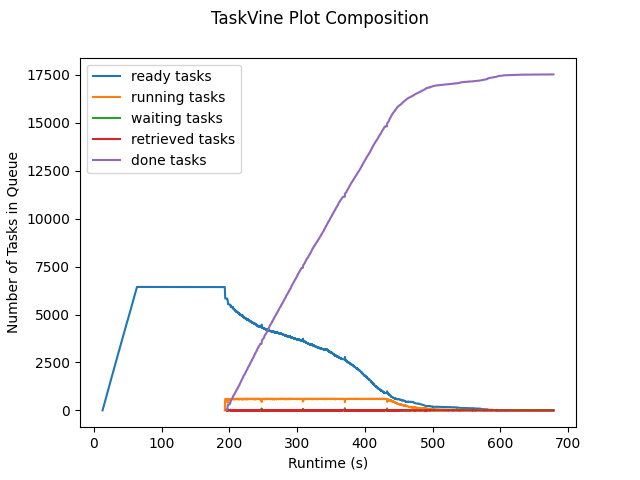 TaskVine Plot Composition
ready tasks
running tasks
waiting tasks
retrieved tasks
done tasks
Number of Tasks in Queue
17500
15000
12500
10000
7500
5000
2500
0
0 100 200 300 400 500 600 700
Runtime (s)